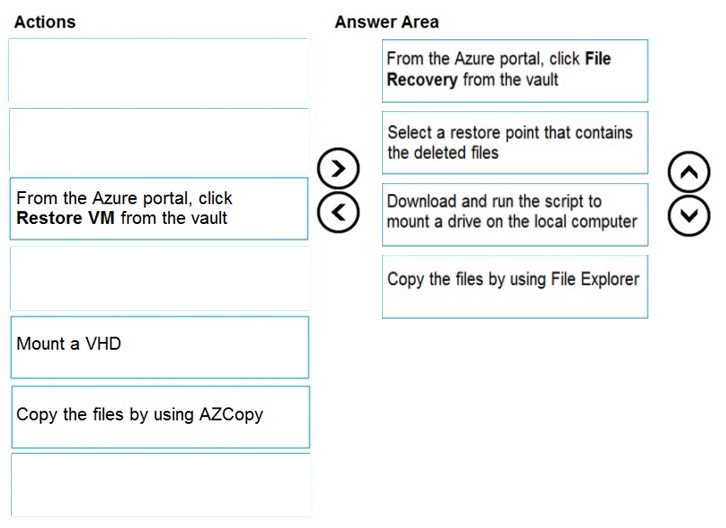 Actions
Answer Area
From the Azure portal, click
Restore VM from the vault
Mount a VHD
Copy the files by using AZCopy
From the Azure portal, click File
Recovery from the vault
Select a restore point that contains
the deleted files
Download and run the script to
mount a drive on the local computer
Copy the files by using File Explorer